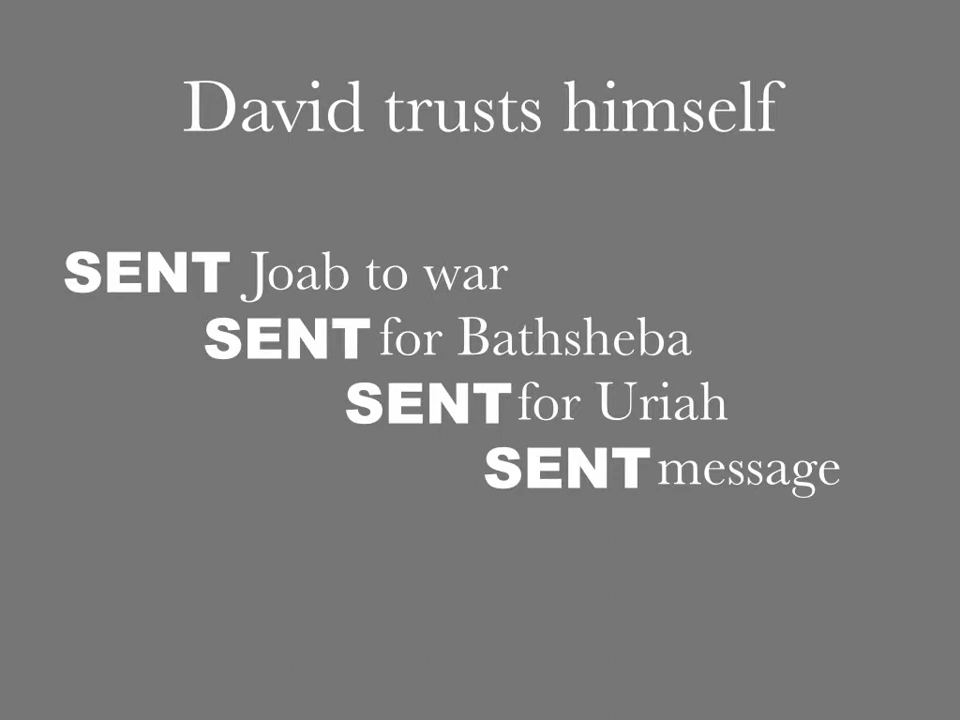 David trusts himself
SENT Joab to war
SENT for Bathsheba
SENT for Uriah
SENT message